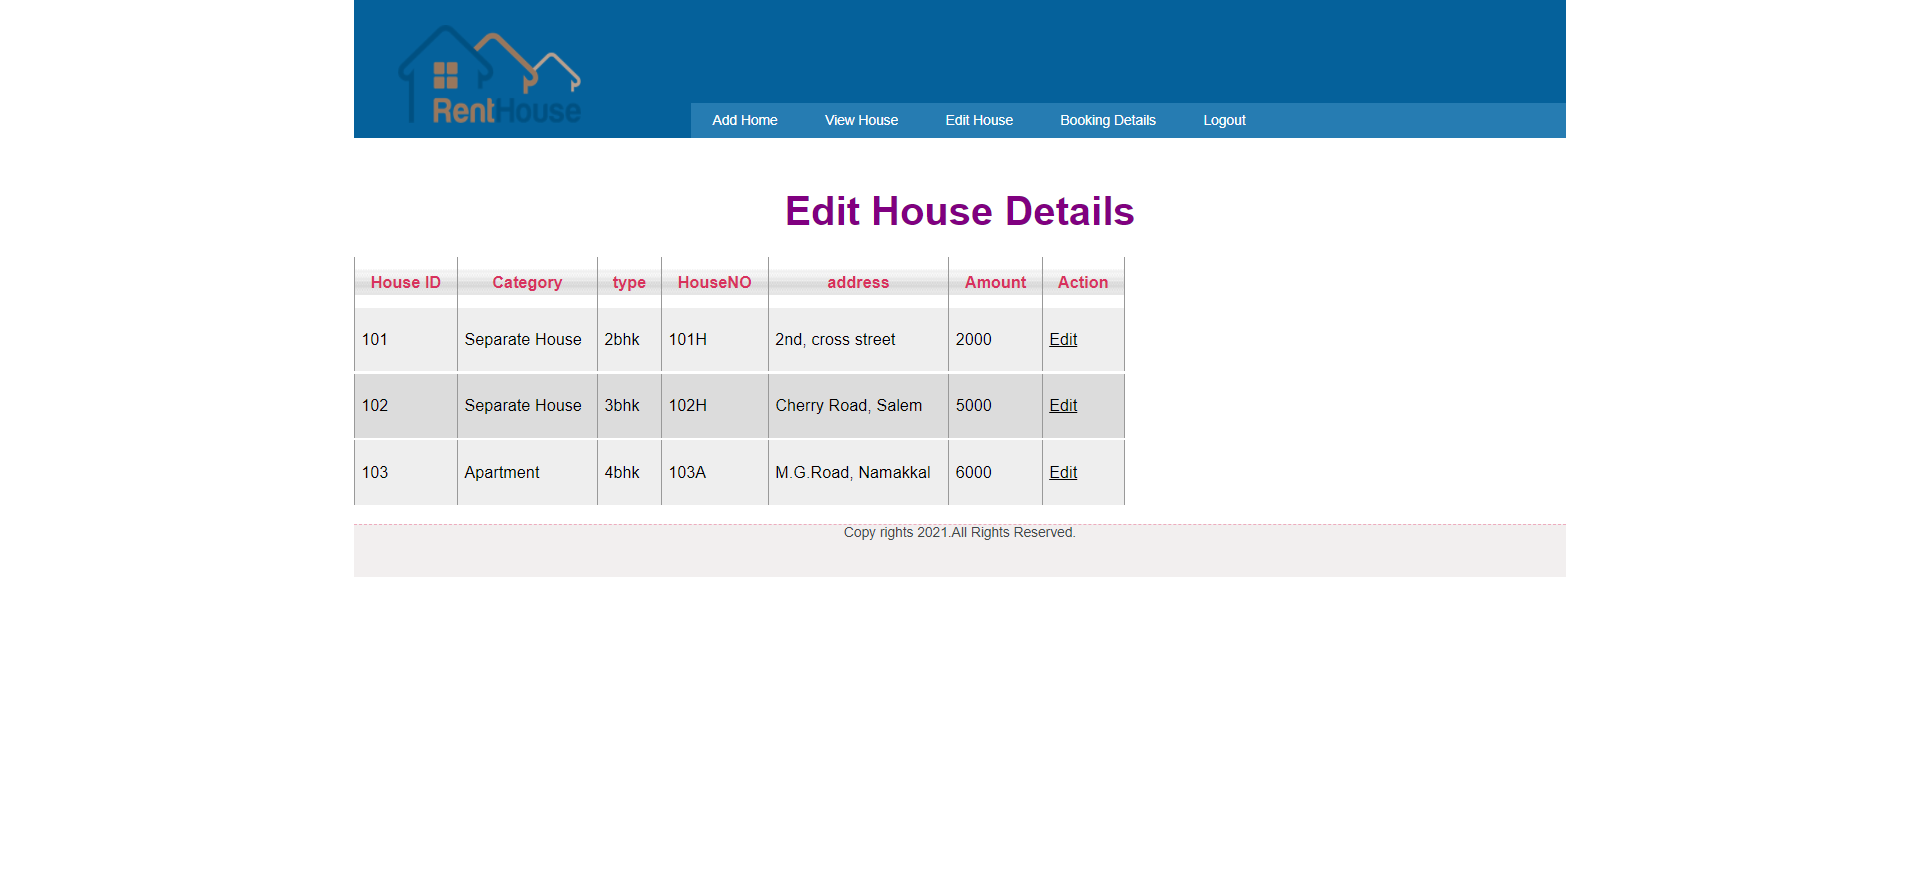 RentHouse
Add Home View House Edit House Booking Details Logout
Edit House Details
House ID Category type HouseNO address Amount Action
101 Separate House 2bhk 101H 2nd, cross street 2000 Edit
102 Separate House 3bhk 102H Cherry Road, Salem 5000 Edit
103 Apartment 4bhk 103A M.G.Road, Namakkal 6000 Edit
Copy rights 2021.All Rights Reserved.